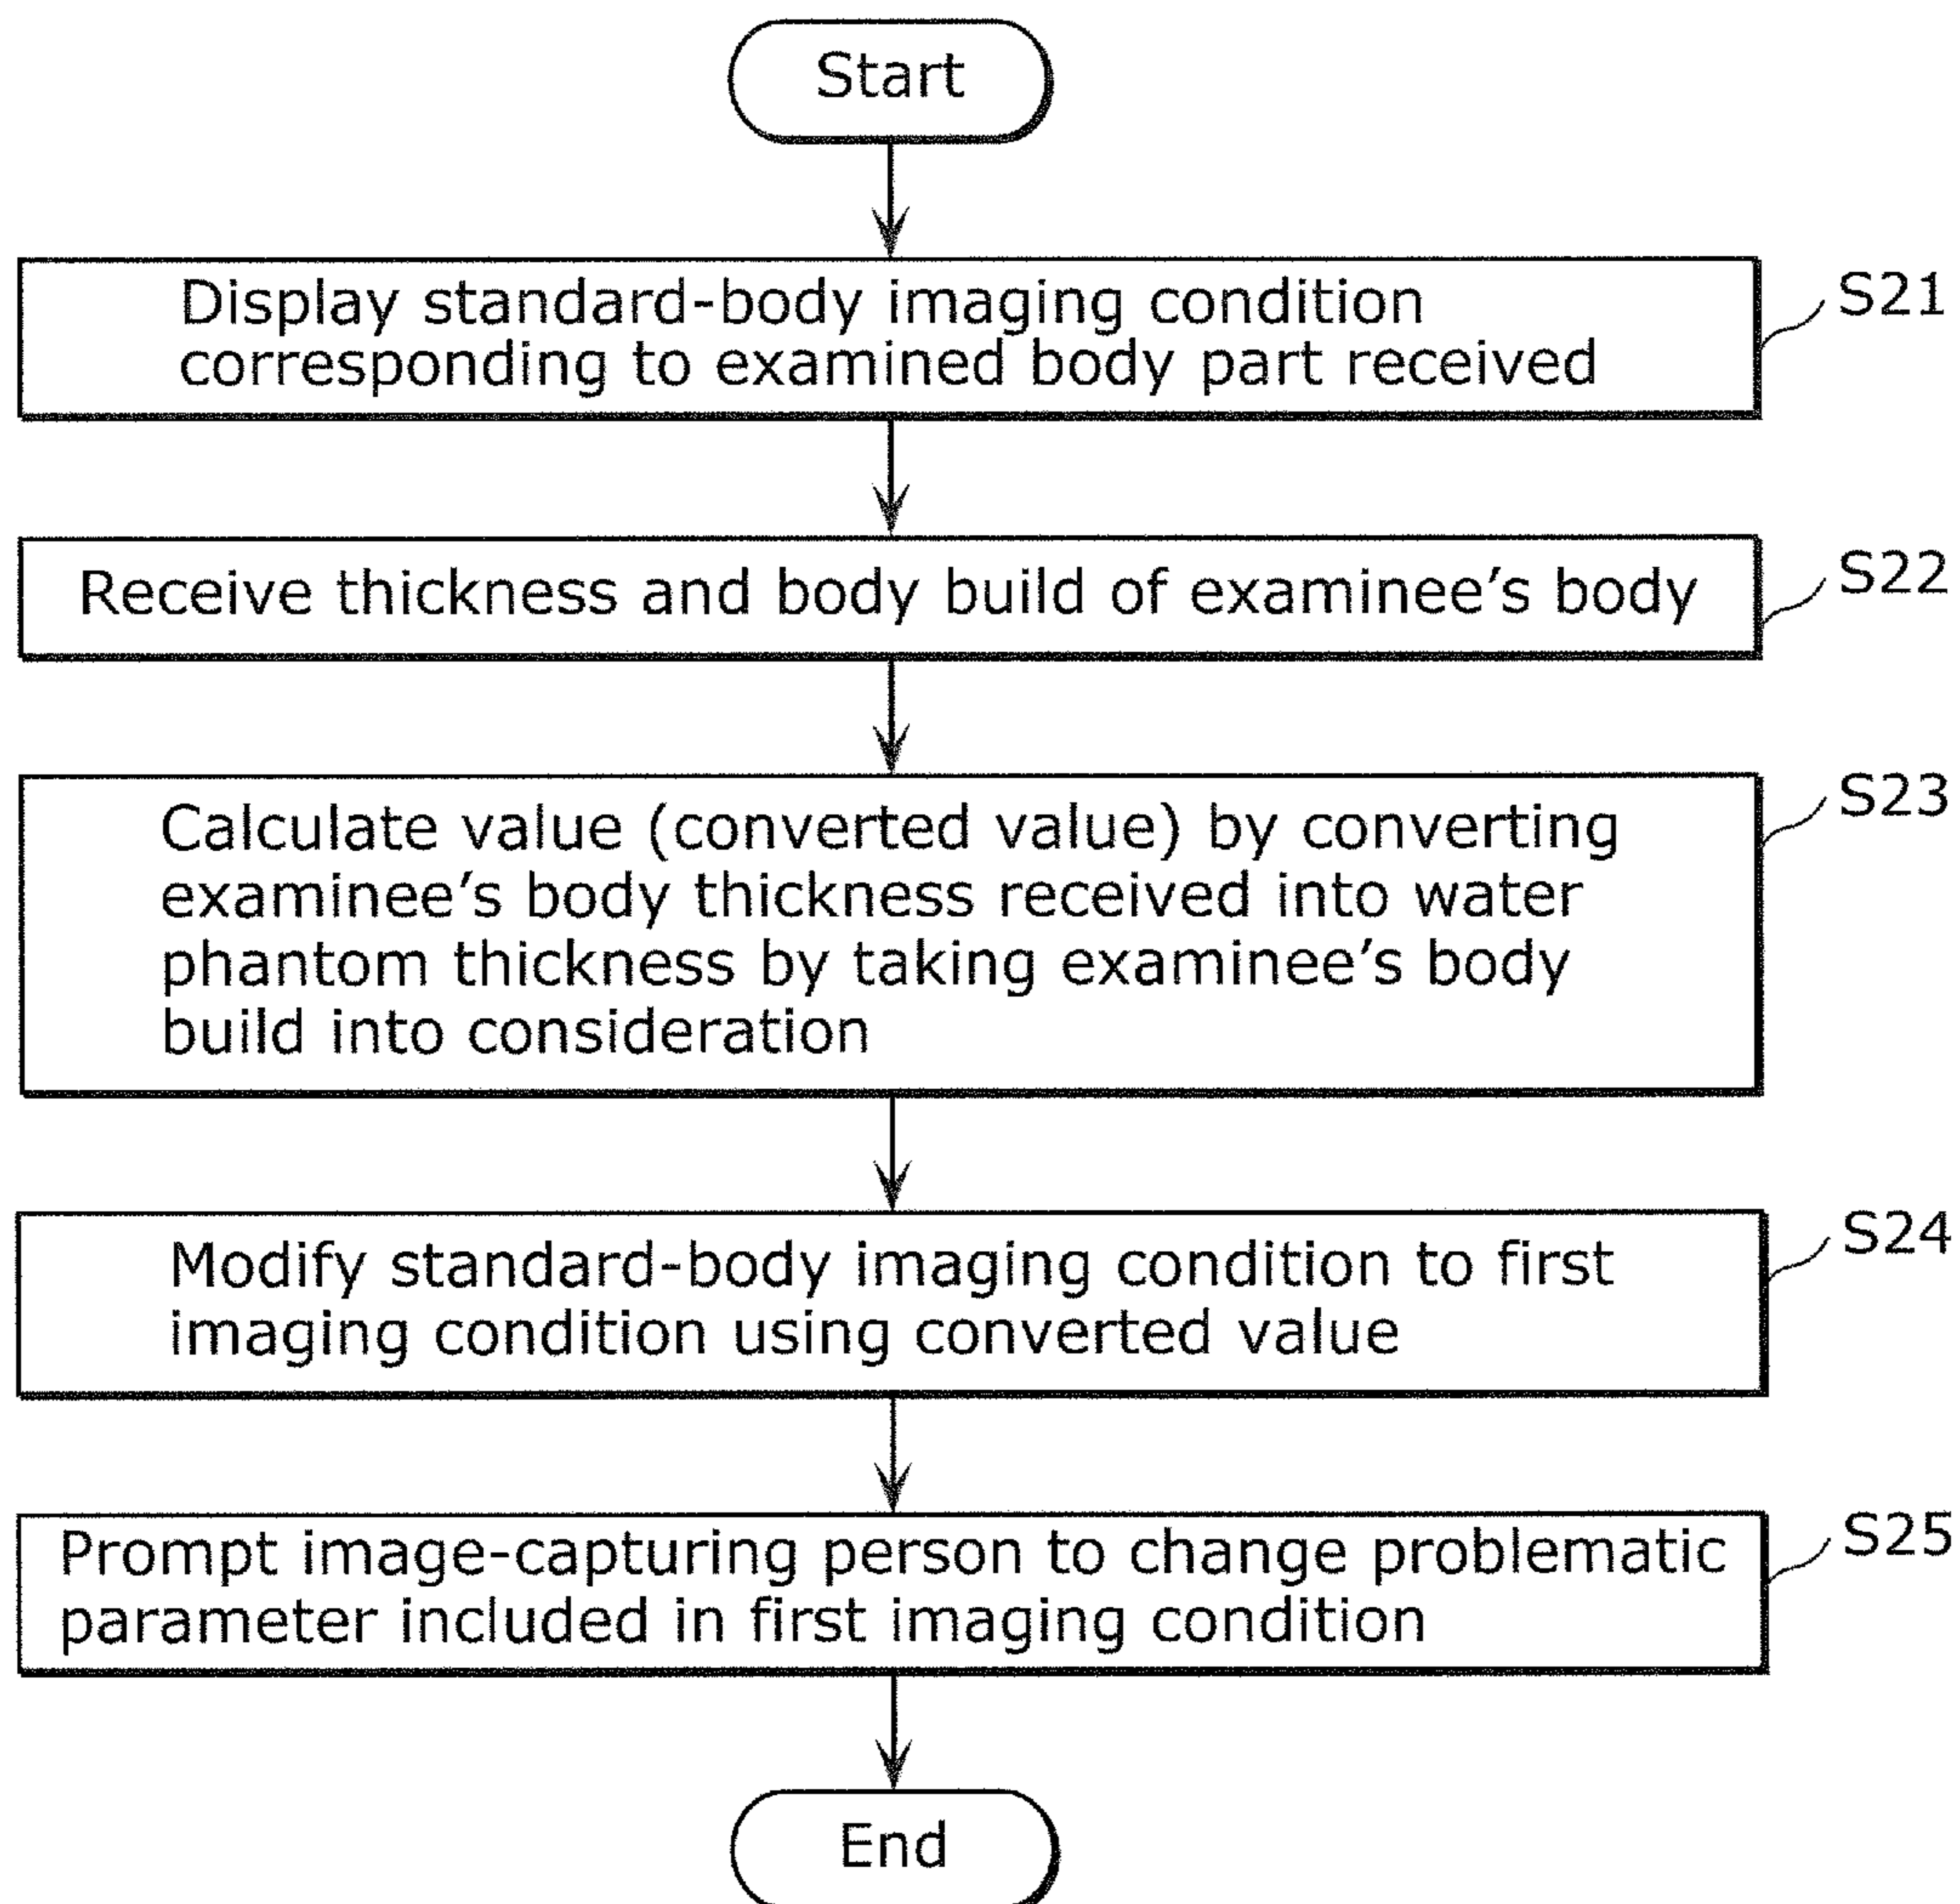 Start
Display standard-body imaging condition
corresponding to examined body part received
S21
Receive thickness and body build of examinee's body
S22
Calculate value (converted value) by converting
examinee's body thickness received into water
phantom thickness by taking examinee's body
build into consideration
S23
Modify standard-body imaging condition to first
imaging condition using converted value
S24
Prompt image-capturing person to change problematic
parameter included in first imaging condition
S25
End